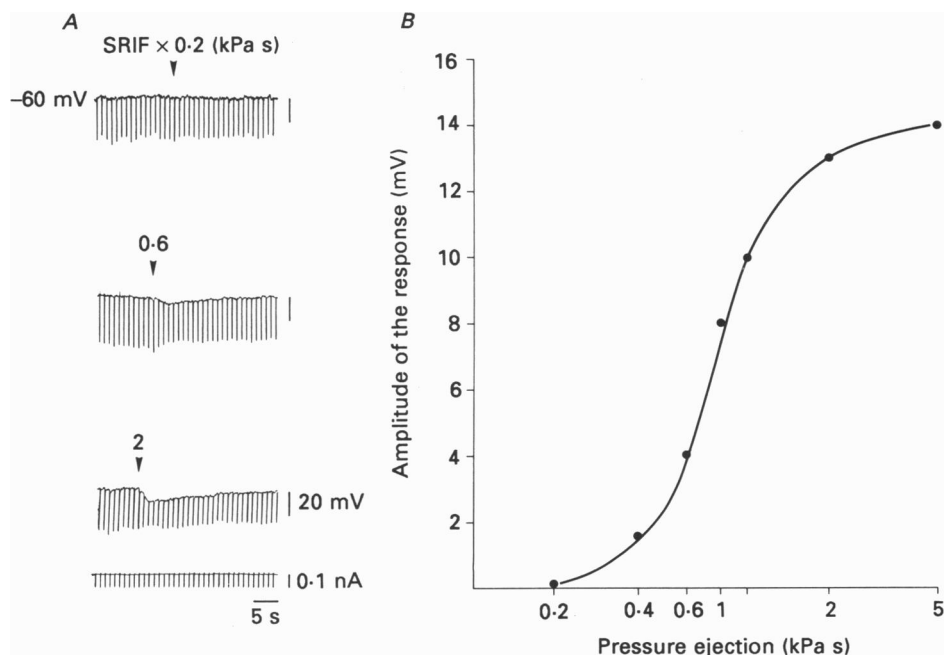 A
SRIF × 0·2 (kPa s)
–60 mV
0·6
2
20 mV
0·1 nA
5 s
B
Amplitude of the response (mV)
16
14
12
10
8
6
4
2
0·2 0·4 0·6 1 2 5
Pressure ejection (kPa s)